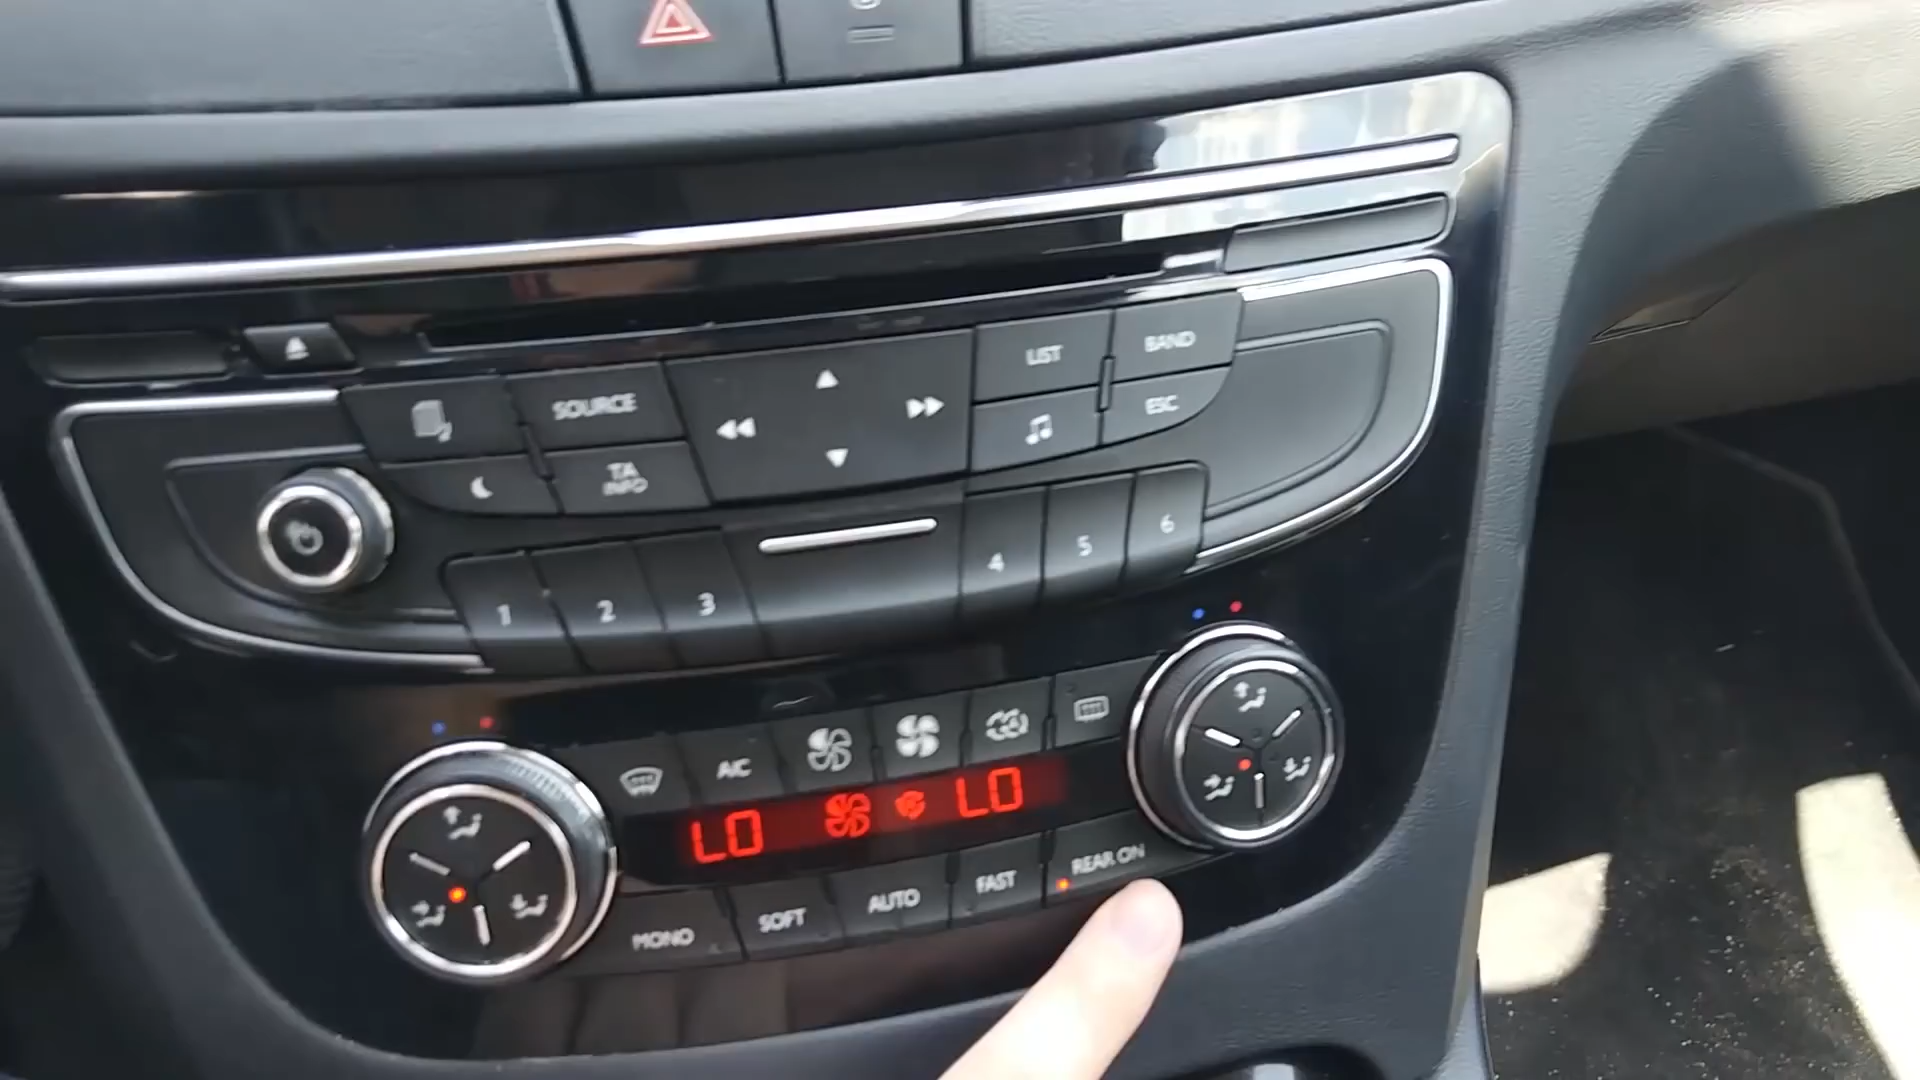 LIST
BAND
SOURCE
ESC
TA
INFO
1
2
3
4
5
6
A/C
LO
LO
MONO
SOFT
AUTO
FAST
REAR ON